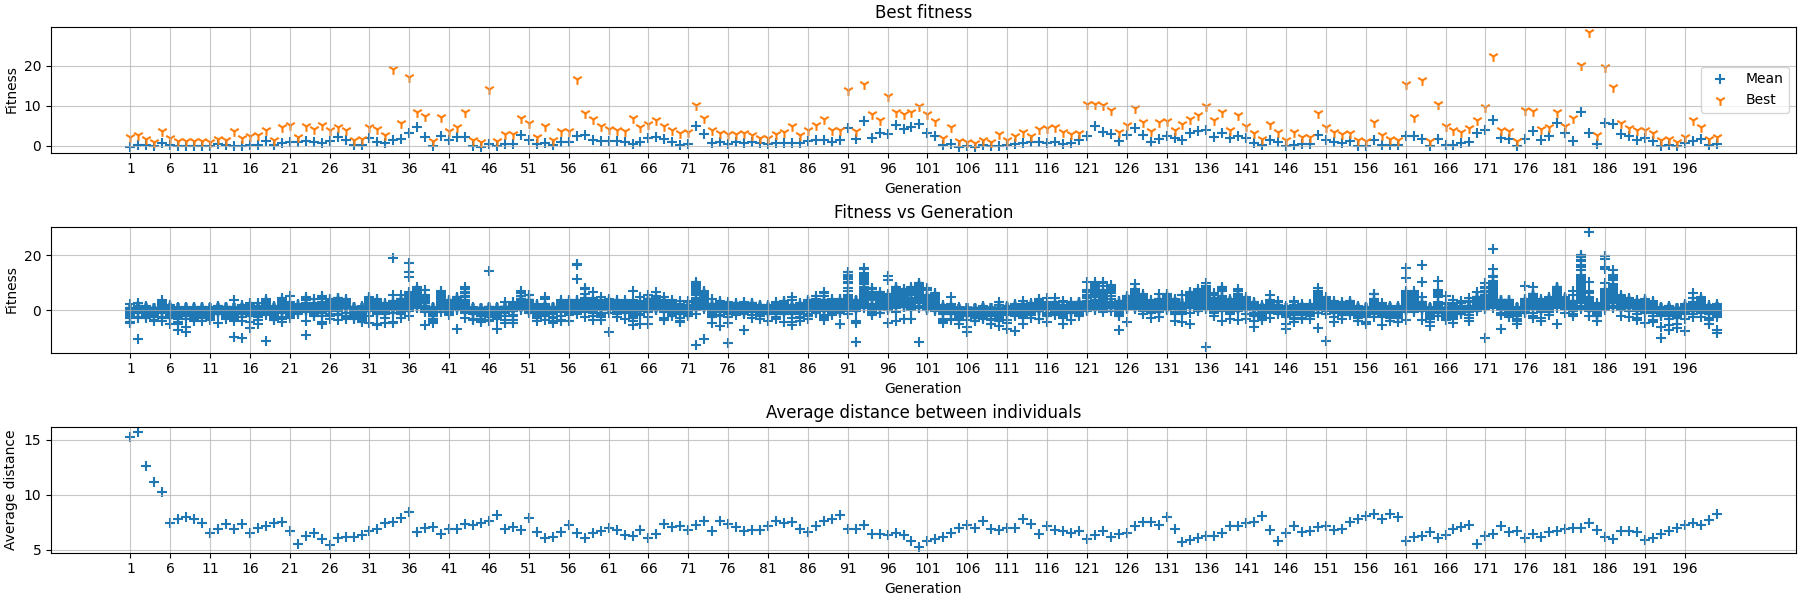 Best fitness
Fitness
20
10
0
Mean
Best
1 6 11 16 21 26 31 36 41 46 51 56 61 66 71 76 81 86 91 96 101 106 111 116 121 126 131 136 141 146 151 156 161 166 171 176 181 186 191 196
Generation
Fitness vs Generation
Fitness
20
0
1 6 11 16 21 26 31 36 41 46 51 56 61 66 71 76 81 86 91 96 101 106 111 116 121 126 131 136 141 146 151 156 161 166 171 176 181 186 191 196
Generation
Average distance between individuals
Average distance
15
10
5
1 6 11 16 21 26 31 36 41 46 51 56 61 66 71 76 81 86 91 96 101 106 111 116 121 126 131 136 141 146 151 156 161 166 171 176 181 186 191 196
Generation